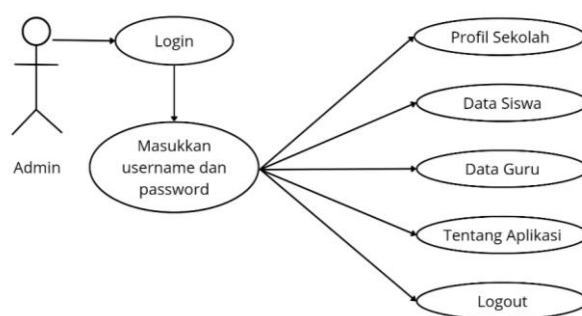 Login
Admin
Masukkan
username dan
password
Profil Sekolah
Data Siswa
Data Guru
Tentang Aplikasi
Logout